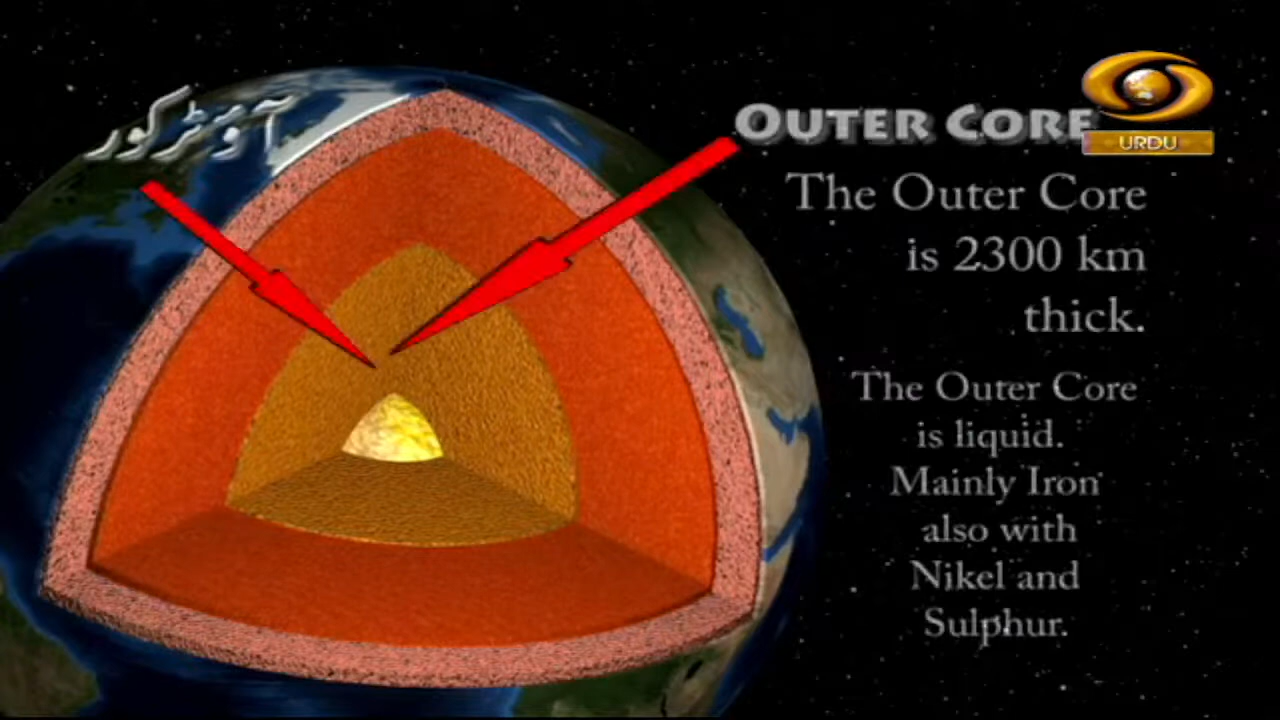 آوٹر کور
OUTER CORE
URDU
The Outer Core
is 2300 km
thick.
The Outer Core
is liquid.
Mainly Iron
also with
Nikel and
Sulphur.